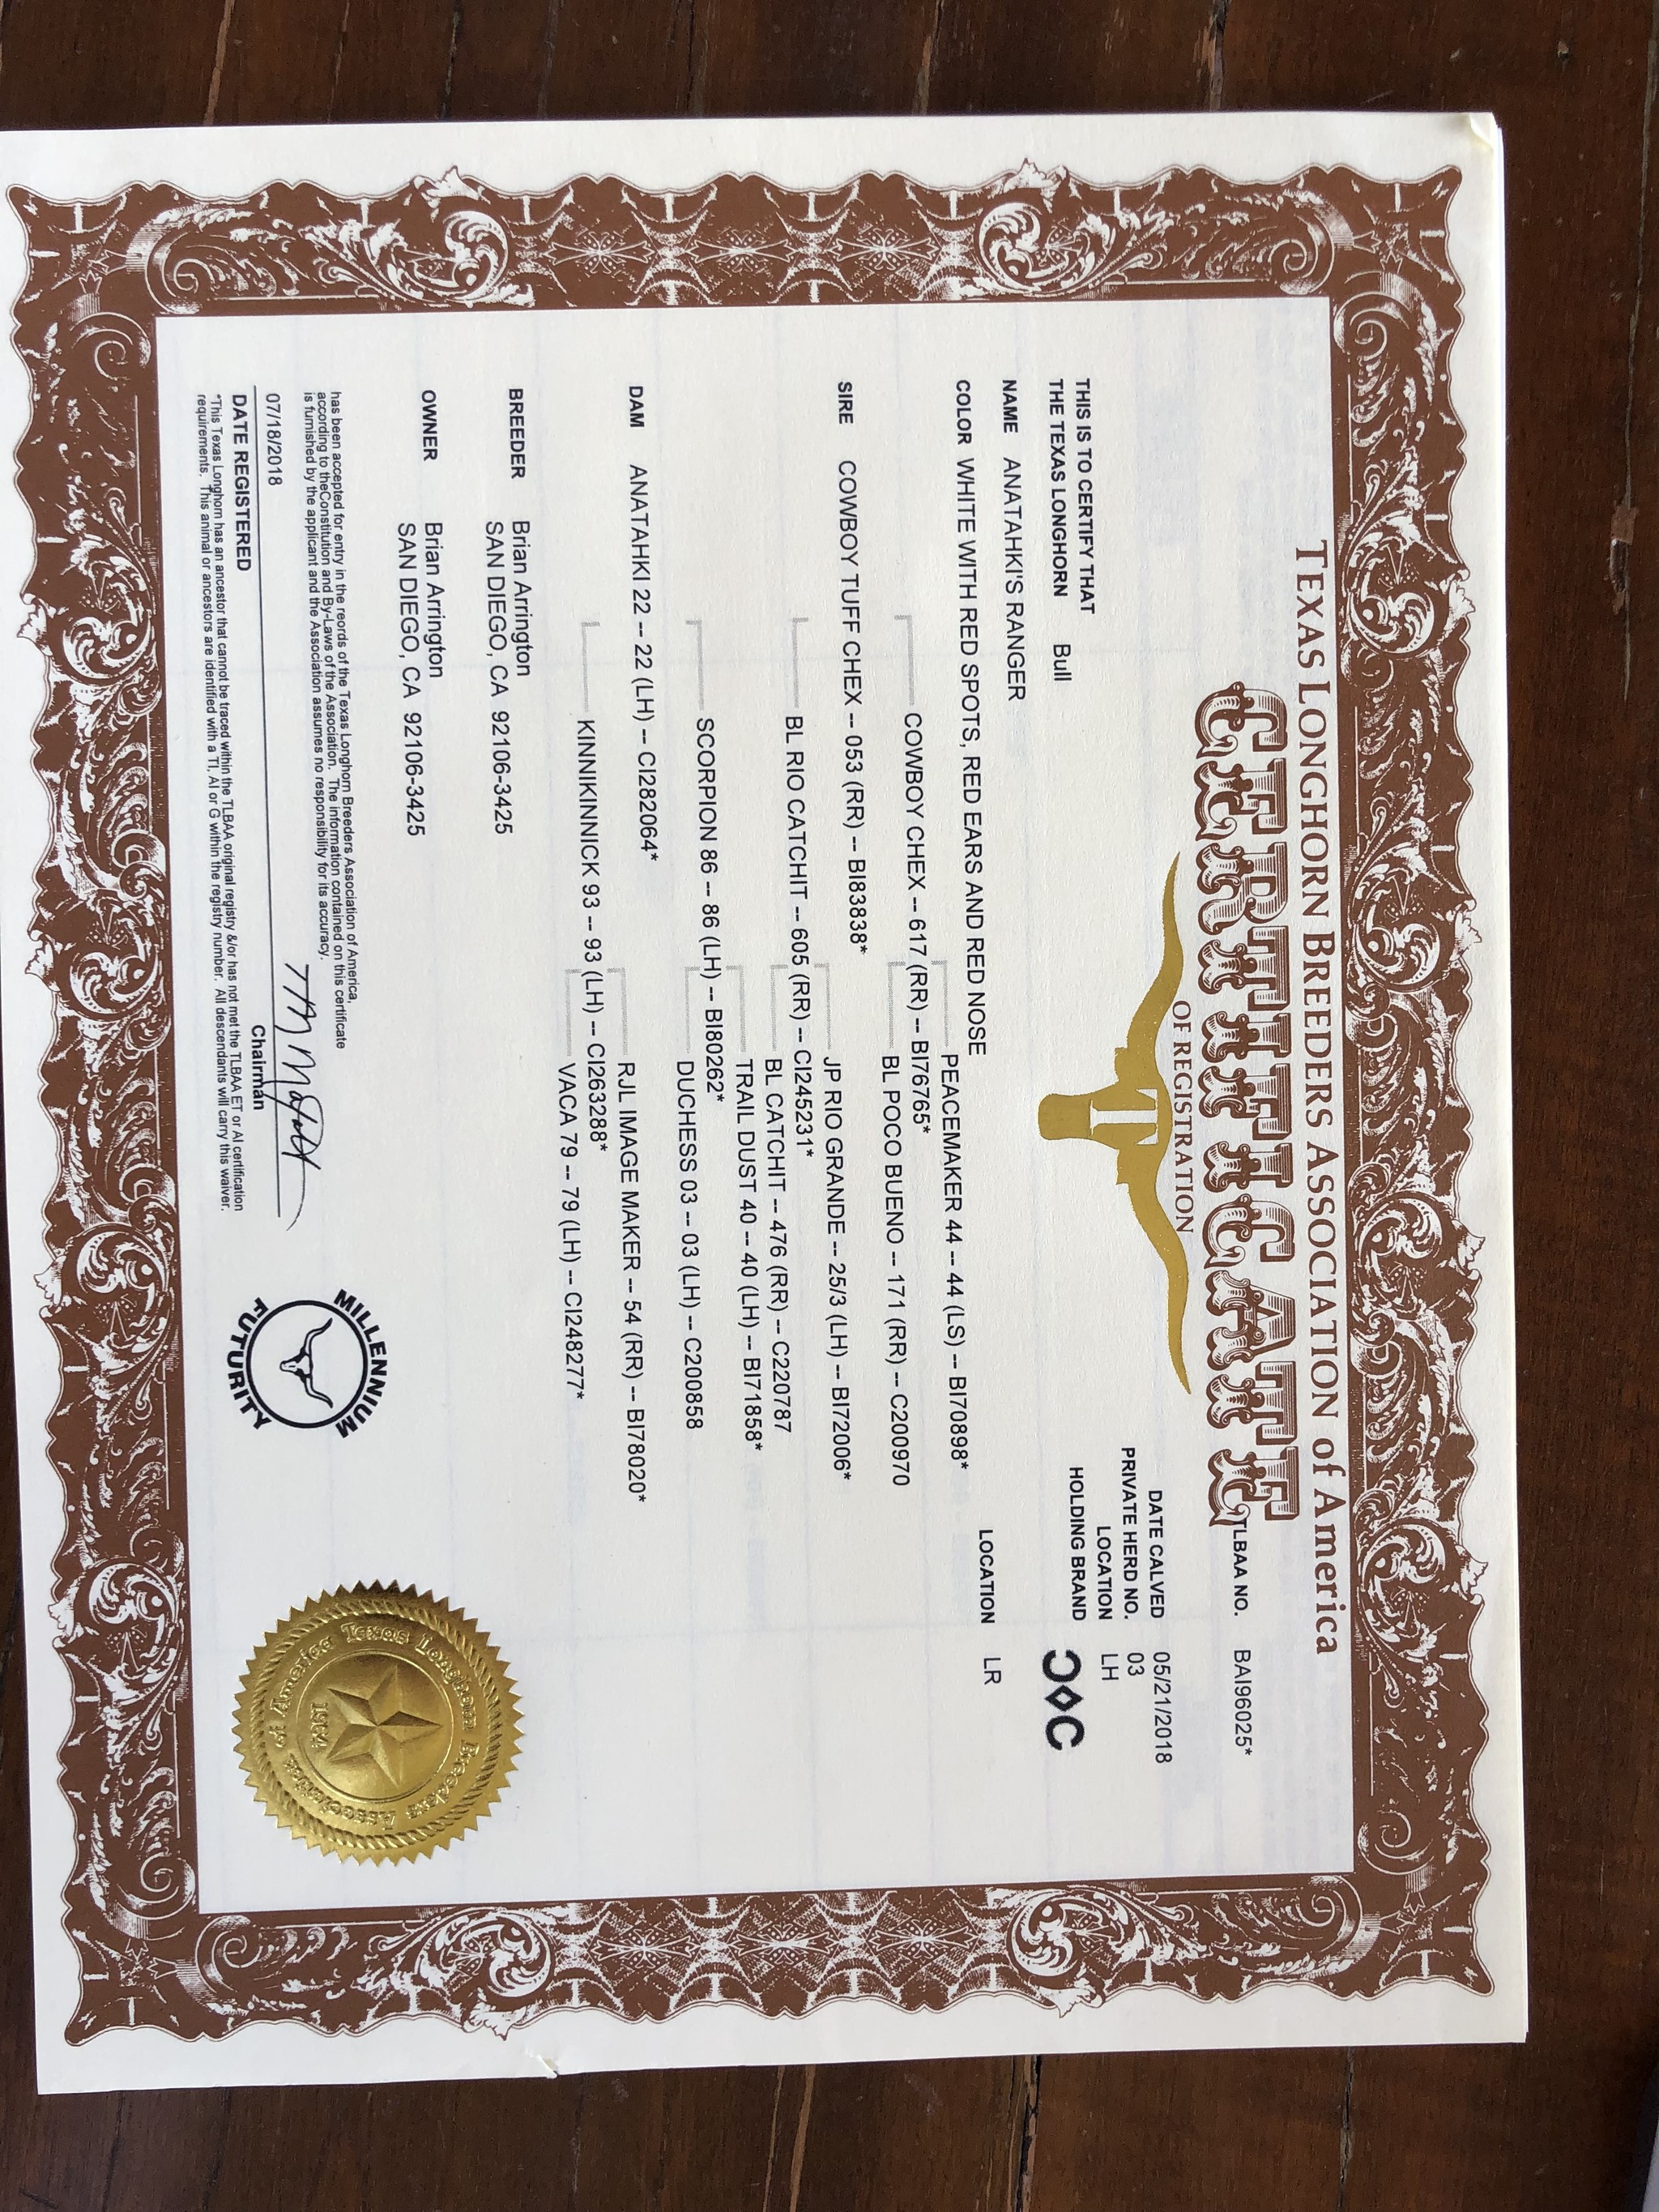 TEXAS LONGHORN BREEDERS ASSOCIATION of America
CERTIFICATE
OF REGISTRATION
T
TLBAA NO. BAI96025*
DATE CALVED 05/21/2018
PRIVATE HERD NO. 03
LOCATION LH
HOLDING BRAND
LOCATION LR
THIS IS TO CERTIFY THAT
THE TEXAS LONGHORN Bull
NAME ANATAHKI'S RANGER
COLOR WHITE WITH RED SPOTS, RED EARS AND RED NOSE
PEACEMAKER 44 -- 44 (LS) -- BI70898*
COWBOY CHEX -- 617 (RR) -- BI76765*
BL POCO BUENO -- 171 (RR) -- C200970
SIRE COWBOY TUFF CHEX -- 053 (RR) -- BI83838*
JP RIO GRANDE -- 25/3 (LH) -- BI72006*
BL RIO CATCHIT -- 605 (RR) -- CI245231*
BL CATCHIT -- 476 (RR) -- C220787
TRAIL DUST 40 -- 40 (LH) -- BI71858*
SCORPION 86 -- 86 (LH) -- BI80262*
DUCHESS 03 -- 03 (LH) -- C200858
DAM ANATAHKI 22 -- 22 (LH) -- CI282064*
RJL IMAGE MAKER -- 54 (RR) -- BI78020*
KINNIKINNICK 93 -- 93 (LH) -- CI263288*
VACA 79 -- 79 (LH) -- CI248277*
BREEDER Brian Arrington
SAN DIEGO, CA 92106-3425
OWNER Brian Arrington
SAN DIEGO, CA 92106-3425
has been accepted for entry in the reords of the Texas Longhorn Breeders Association of America,
according to theConstitution and By-Laws of the Association. The information contained on this certificate
is furnished by the applicant and the Association assumes no responsibility for its accuracy.
07/18/2018
DATE REGISTERED
Chairman
*This Texas Longhorn has an ancestor that cannot be traced within the TLBAA original registry &/or has not met the TLBAA ET or AI certification
requirements. This animal or ancestors are identified with a TI, AI or G within the registry number. All descendants will carry this waiver.
MILLENNIUM
FUTURITY
Texas Longhorn Breeders Association of America
1964